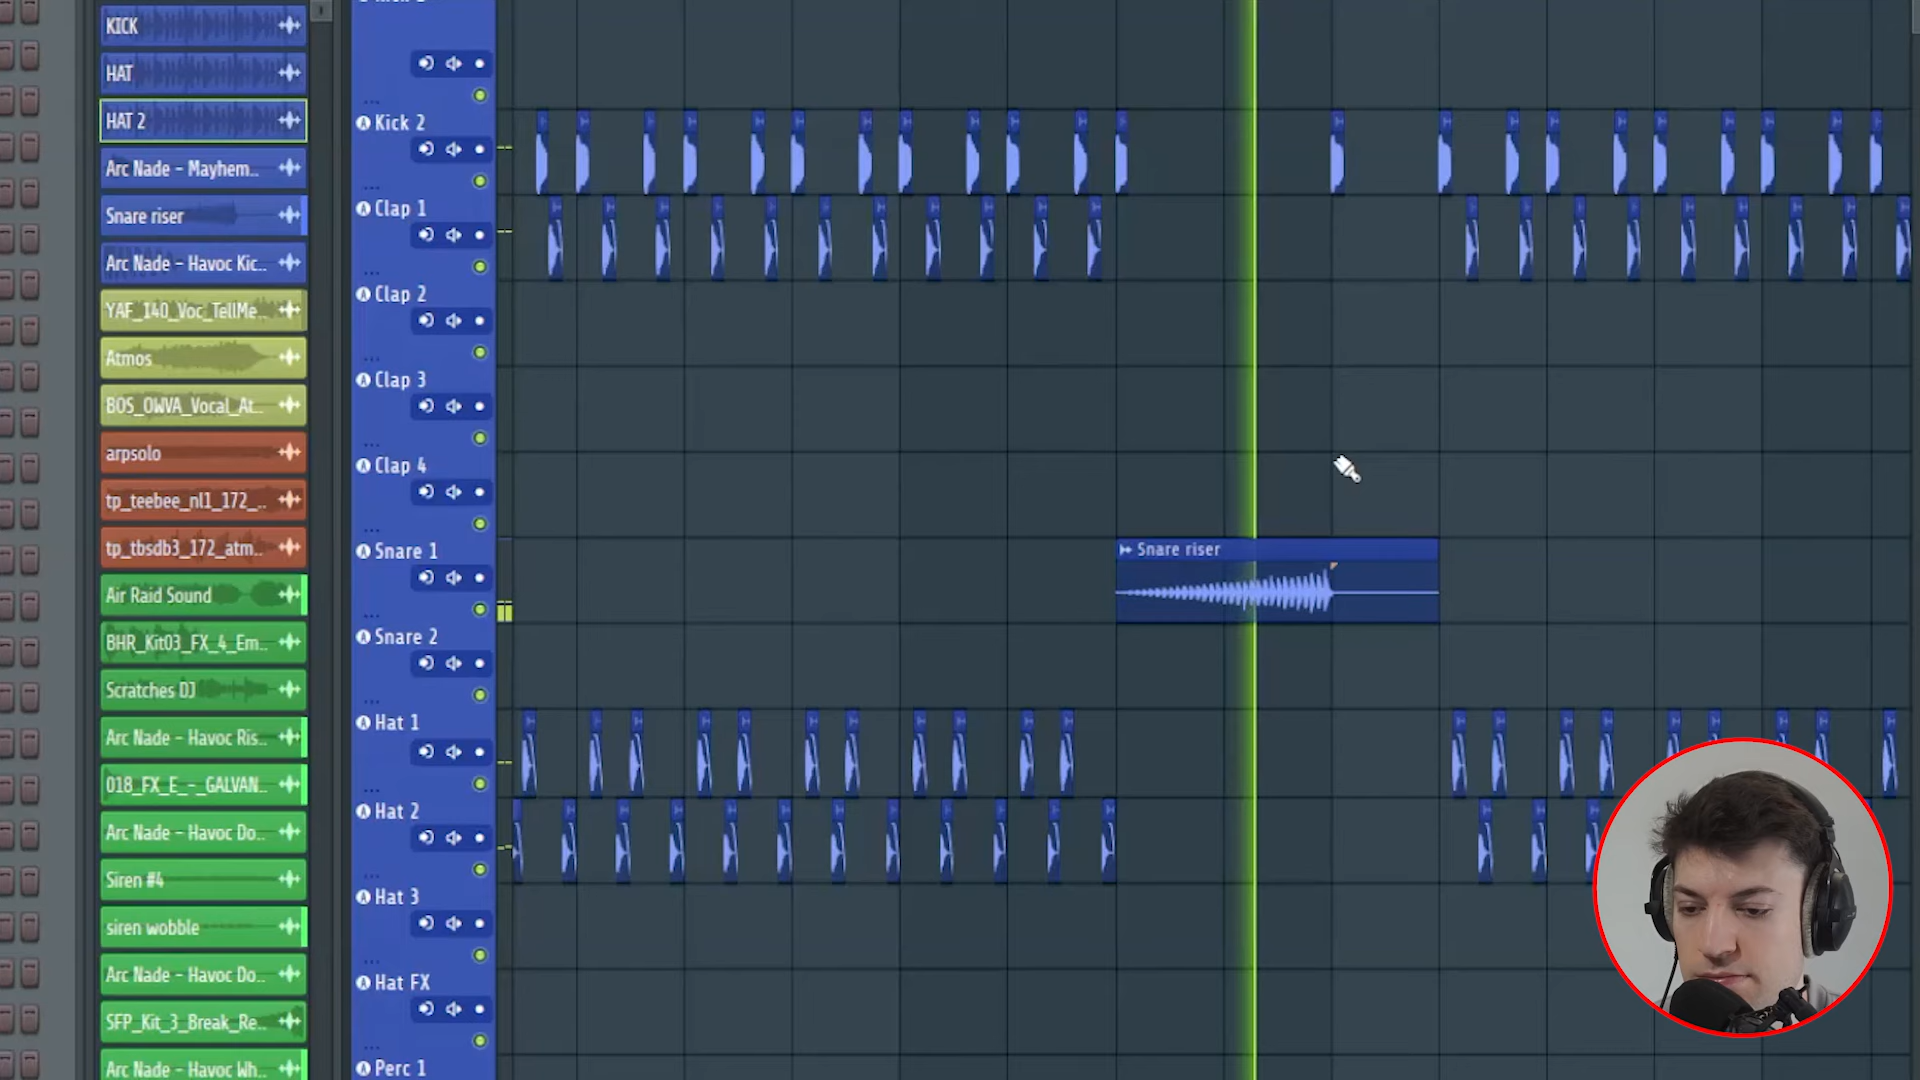 KICK
HAT
HAT 2
Arc Nade - Mayhem..
Snare riser
Arc Nade - Havoc Kic..
YAF_140_Voc_TellMe..
Atmos
BOS_OWVA_Vocal_At..
arpsolo
tp_teebee_nl1_172_..
tp_tbsdb3_172_atm..
Air Raid Sound
BHR_Kit03_FX_4_Em..
Scratches DJ
Arc Nade - Havoc Ris..
018_FX_E_-_GALVAN..
Arc Nade - Havoc Do..
Siren #4
siren wobble
Arc Nade - Havoc Do..
SFP_Kit_3_Break_Re..
Arc Nade - Havoc Wh..
Kick 2
Clap 1
Clap 2
Clap 3
Clap 4
Snare 1
Snare 2
Hat 1
Hat 2
Hat 3
Hat FX
Perc 1
Snare riser